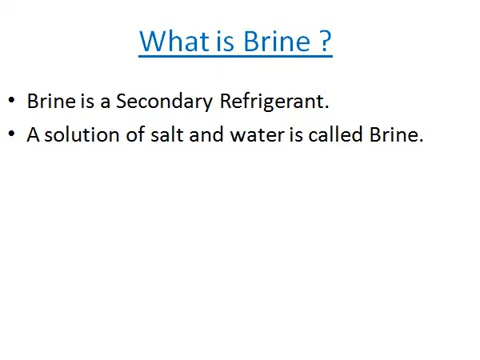 What is Brine ?
• Brine is a Secondary Refrigerant.
• A solution of salt and water is called Brine.